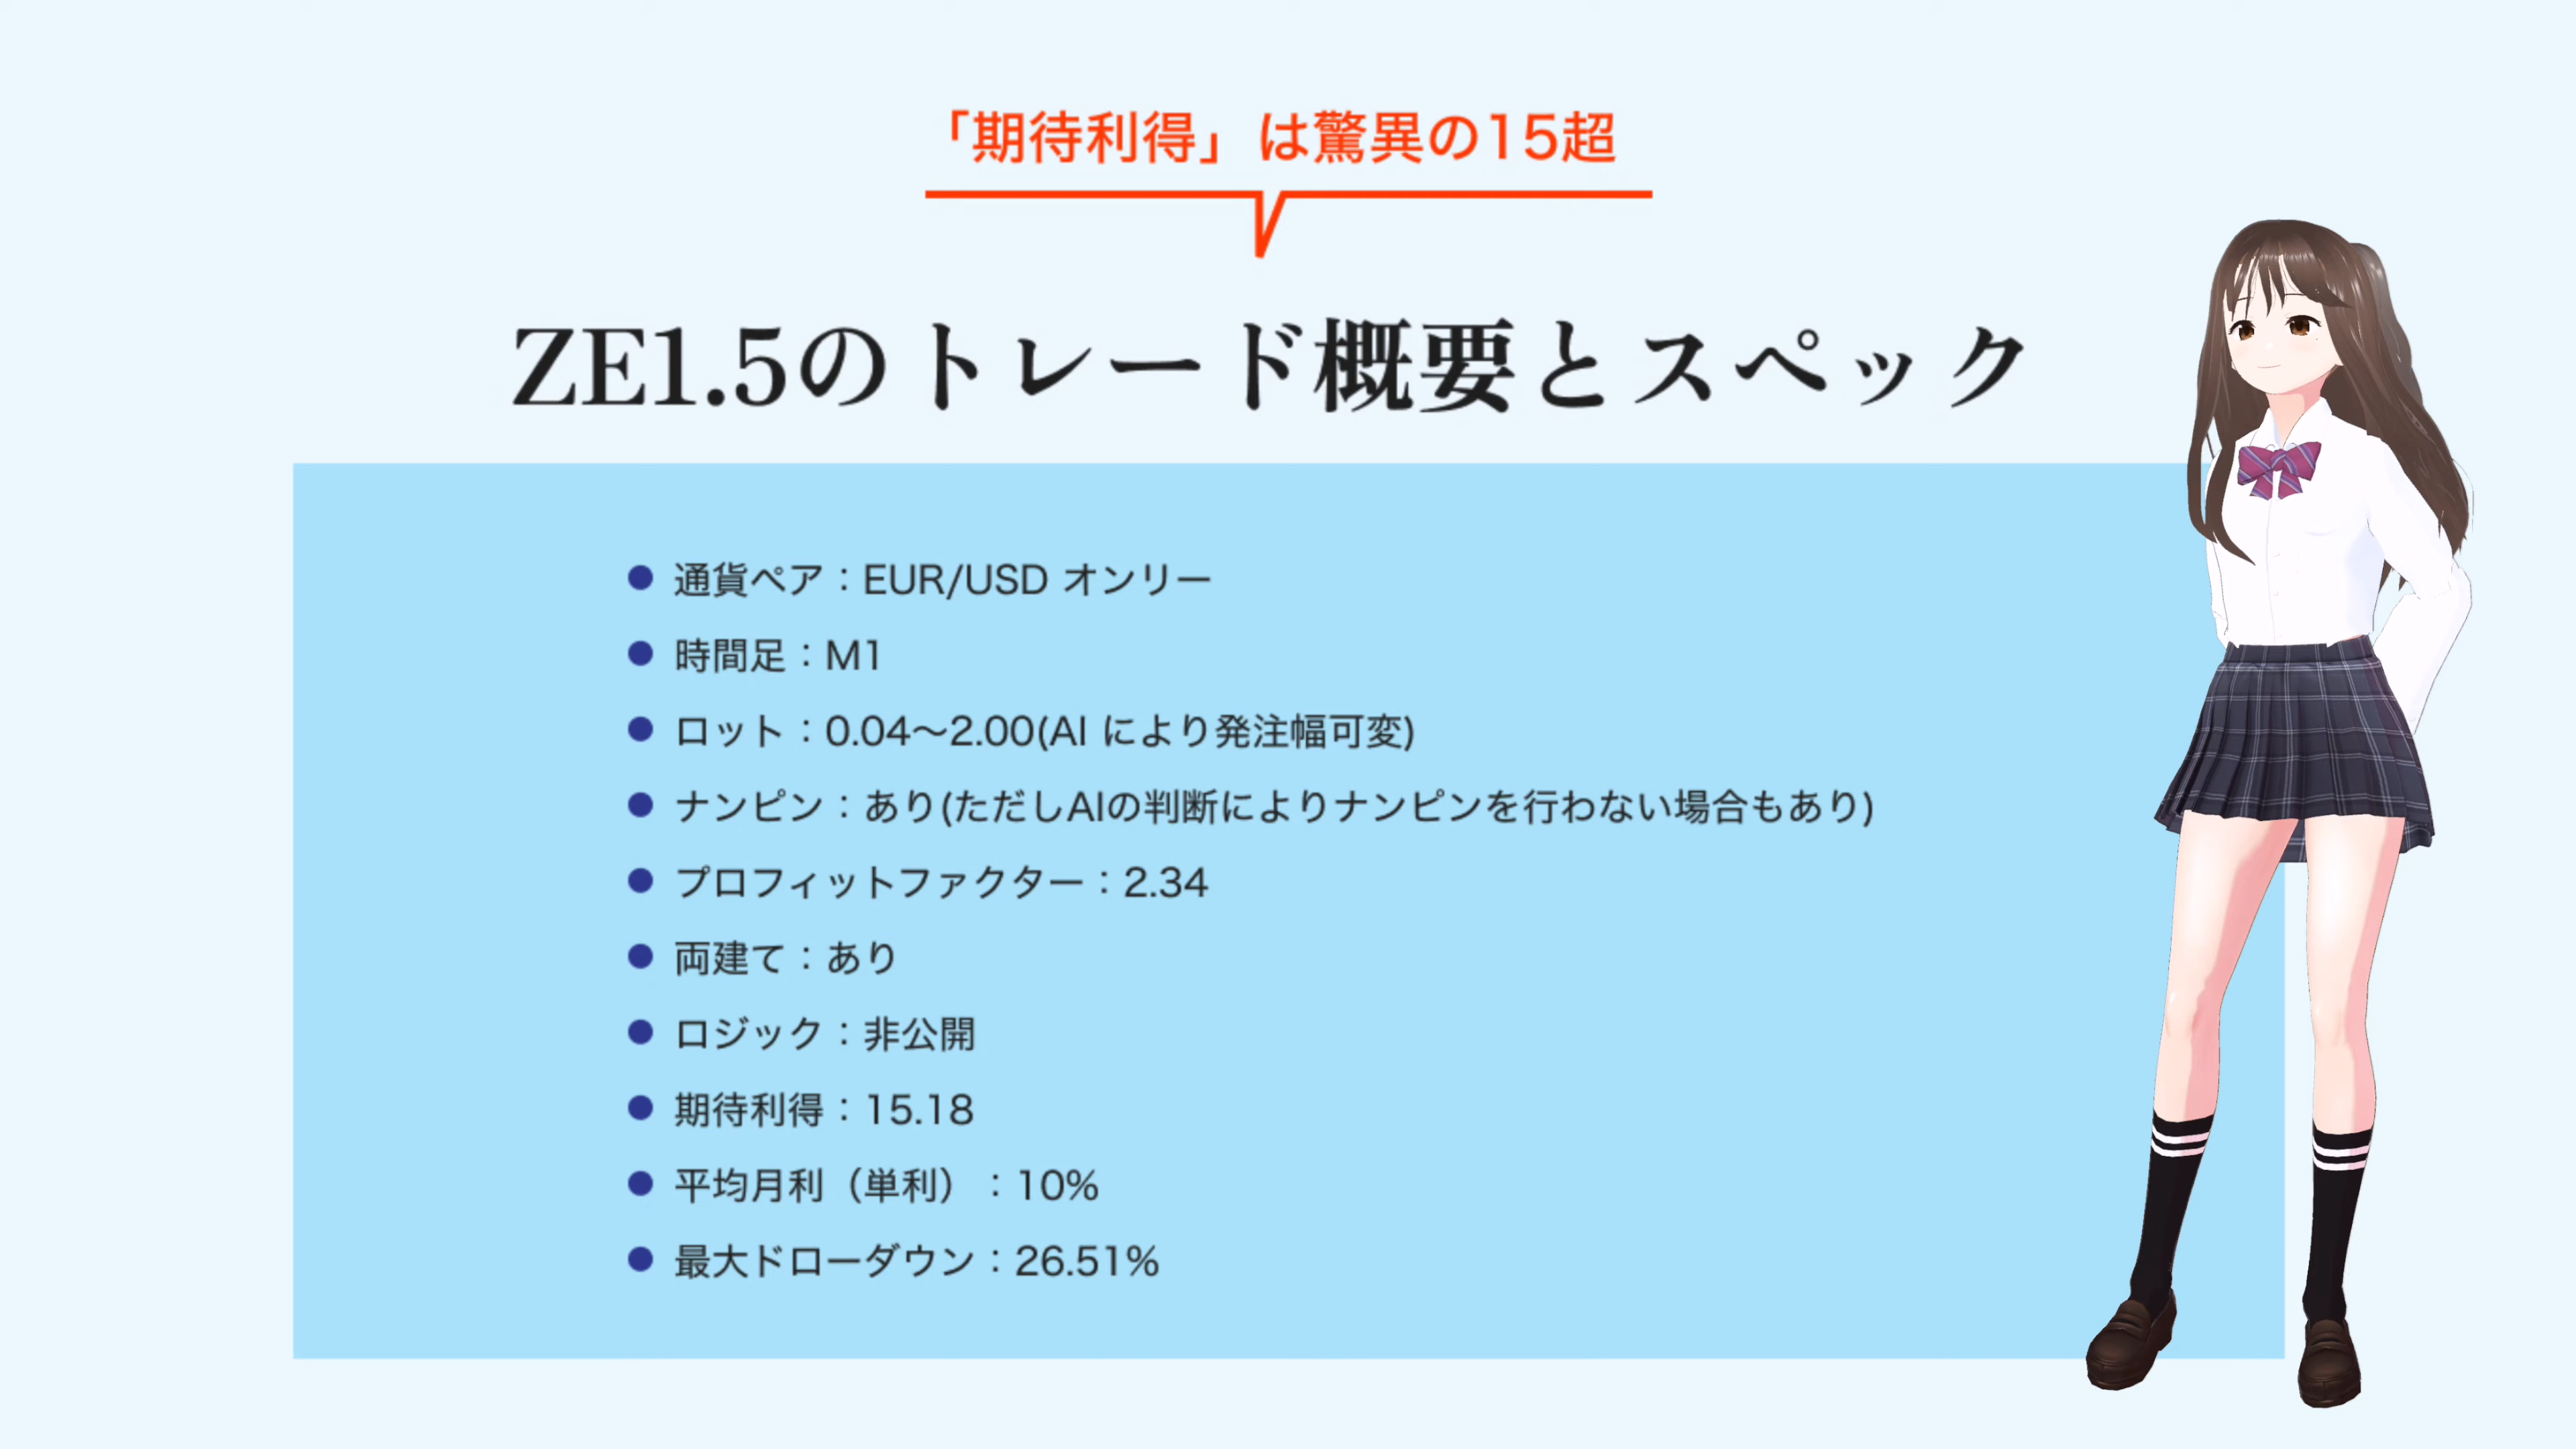 「期待利得」は驚異の15超
ZE1.5のトレード概要とスペック
● 通貨ペア：EUR/USD オンリー
● 時間足：M1
● ロット：0.04〜2.00(AI により発注幅可変)
● ナンピン：あり(ただしAIの判断によりナンピンを行わない場合もあり)
● プロフィットファクター：2.34
● 両建て：あり
● ロジック：非公開
● 期待利得：15.18
● 平均月利（単利）：10%
● 最大ドローダウン：26.51%